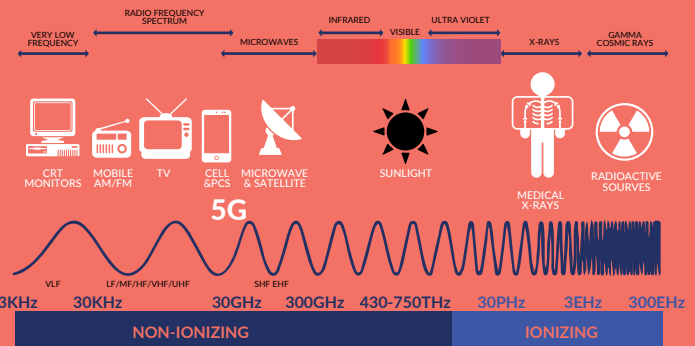 RADIO FREQUENCY
SPECTRUM
INFRARED
ULTRA VIOLET
VERY LOW
FREQUENCY
MICROWAVES
VISIBLE
X-RAYS
GAMMA
COSMIC RAYS
CRT
MONITORS
MOBILE
AM/FM
TV
CELL
&PCS
MICROWAVE
& SATELLITE
SUNLIGHT
MEDICAL
X-RAYS
RADIOACTIVE
SOURVES
5G
VLF
LF/MF/HF/VHF/UHF
SHF EHF
3KHz
30KHz
30GHz
300GHz
430-750THz
30PHz
3EHz
300EHz
NON-IONIZING
IONIZING